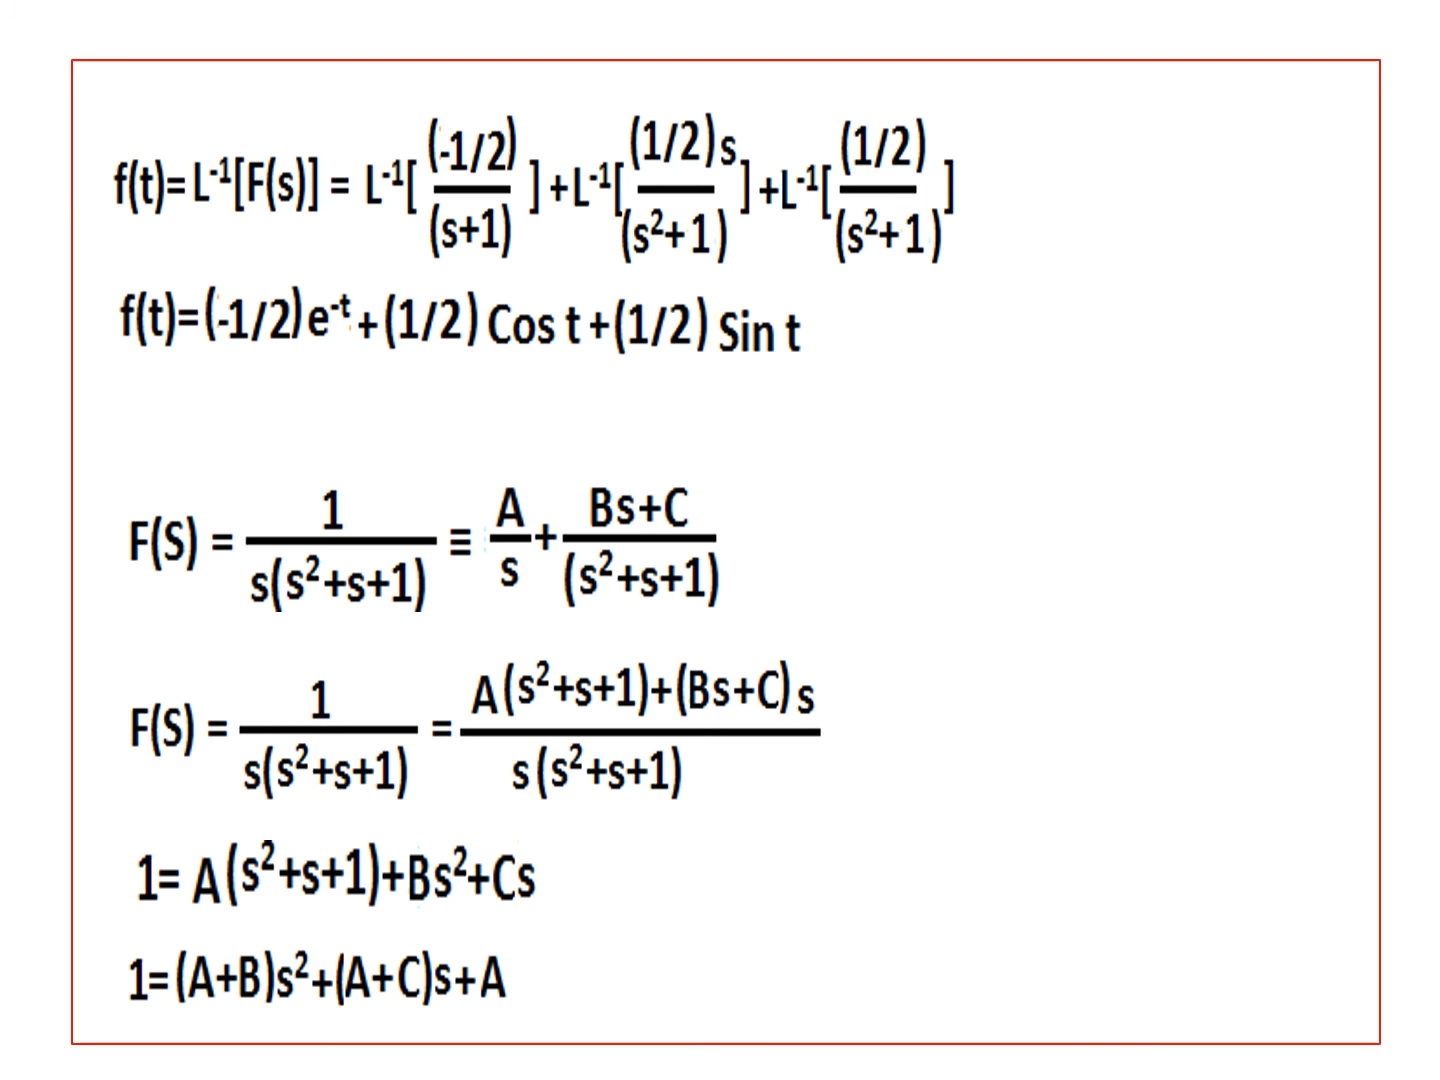 f(t)= L⁻¹[F(s)] = L⁻¹[ (-1/2)/(s+1) ] +L⁻¹[ (1/2)s/(s²+1) ] +L⁻¹[ (1/2)/(s²+1) ]
f(t)=(-1/2)e⁻ᵗ+(1/2) Cos t+(1/2) Sin t
F(S) = 1/s(s²+s+1) ≡ A/s + Bs+C/(s²+s+1)
F(S) = 1/s(s²+s+1) = A(s²+s+1)+(Bs+C)s/s(s²+s+1)
1= A(s²+s+1)+Bs²+Cs
1=(A+B)s²+(A+C)s+A